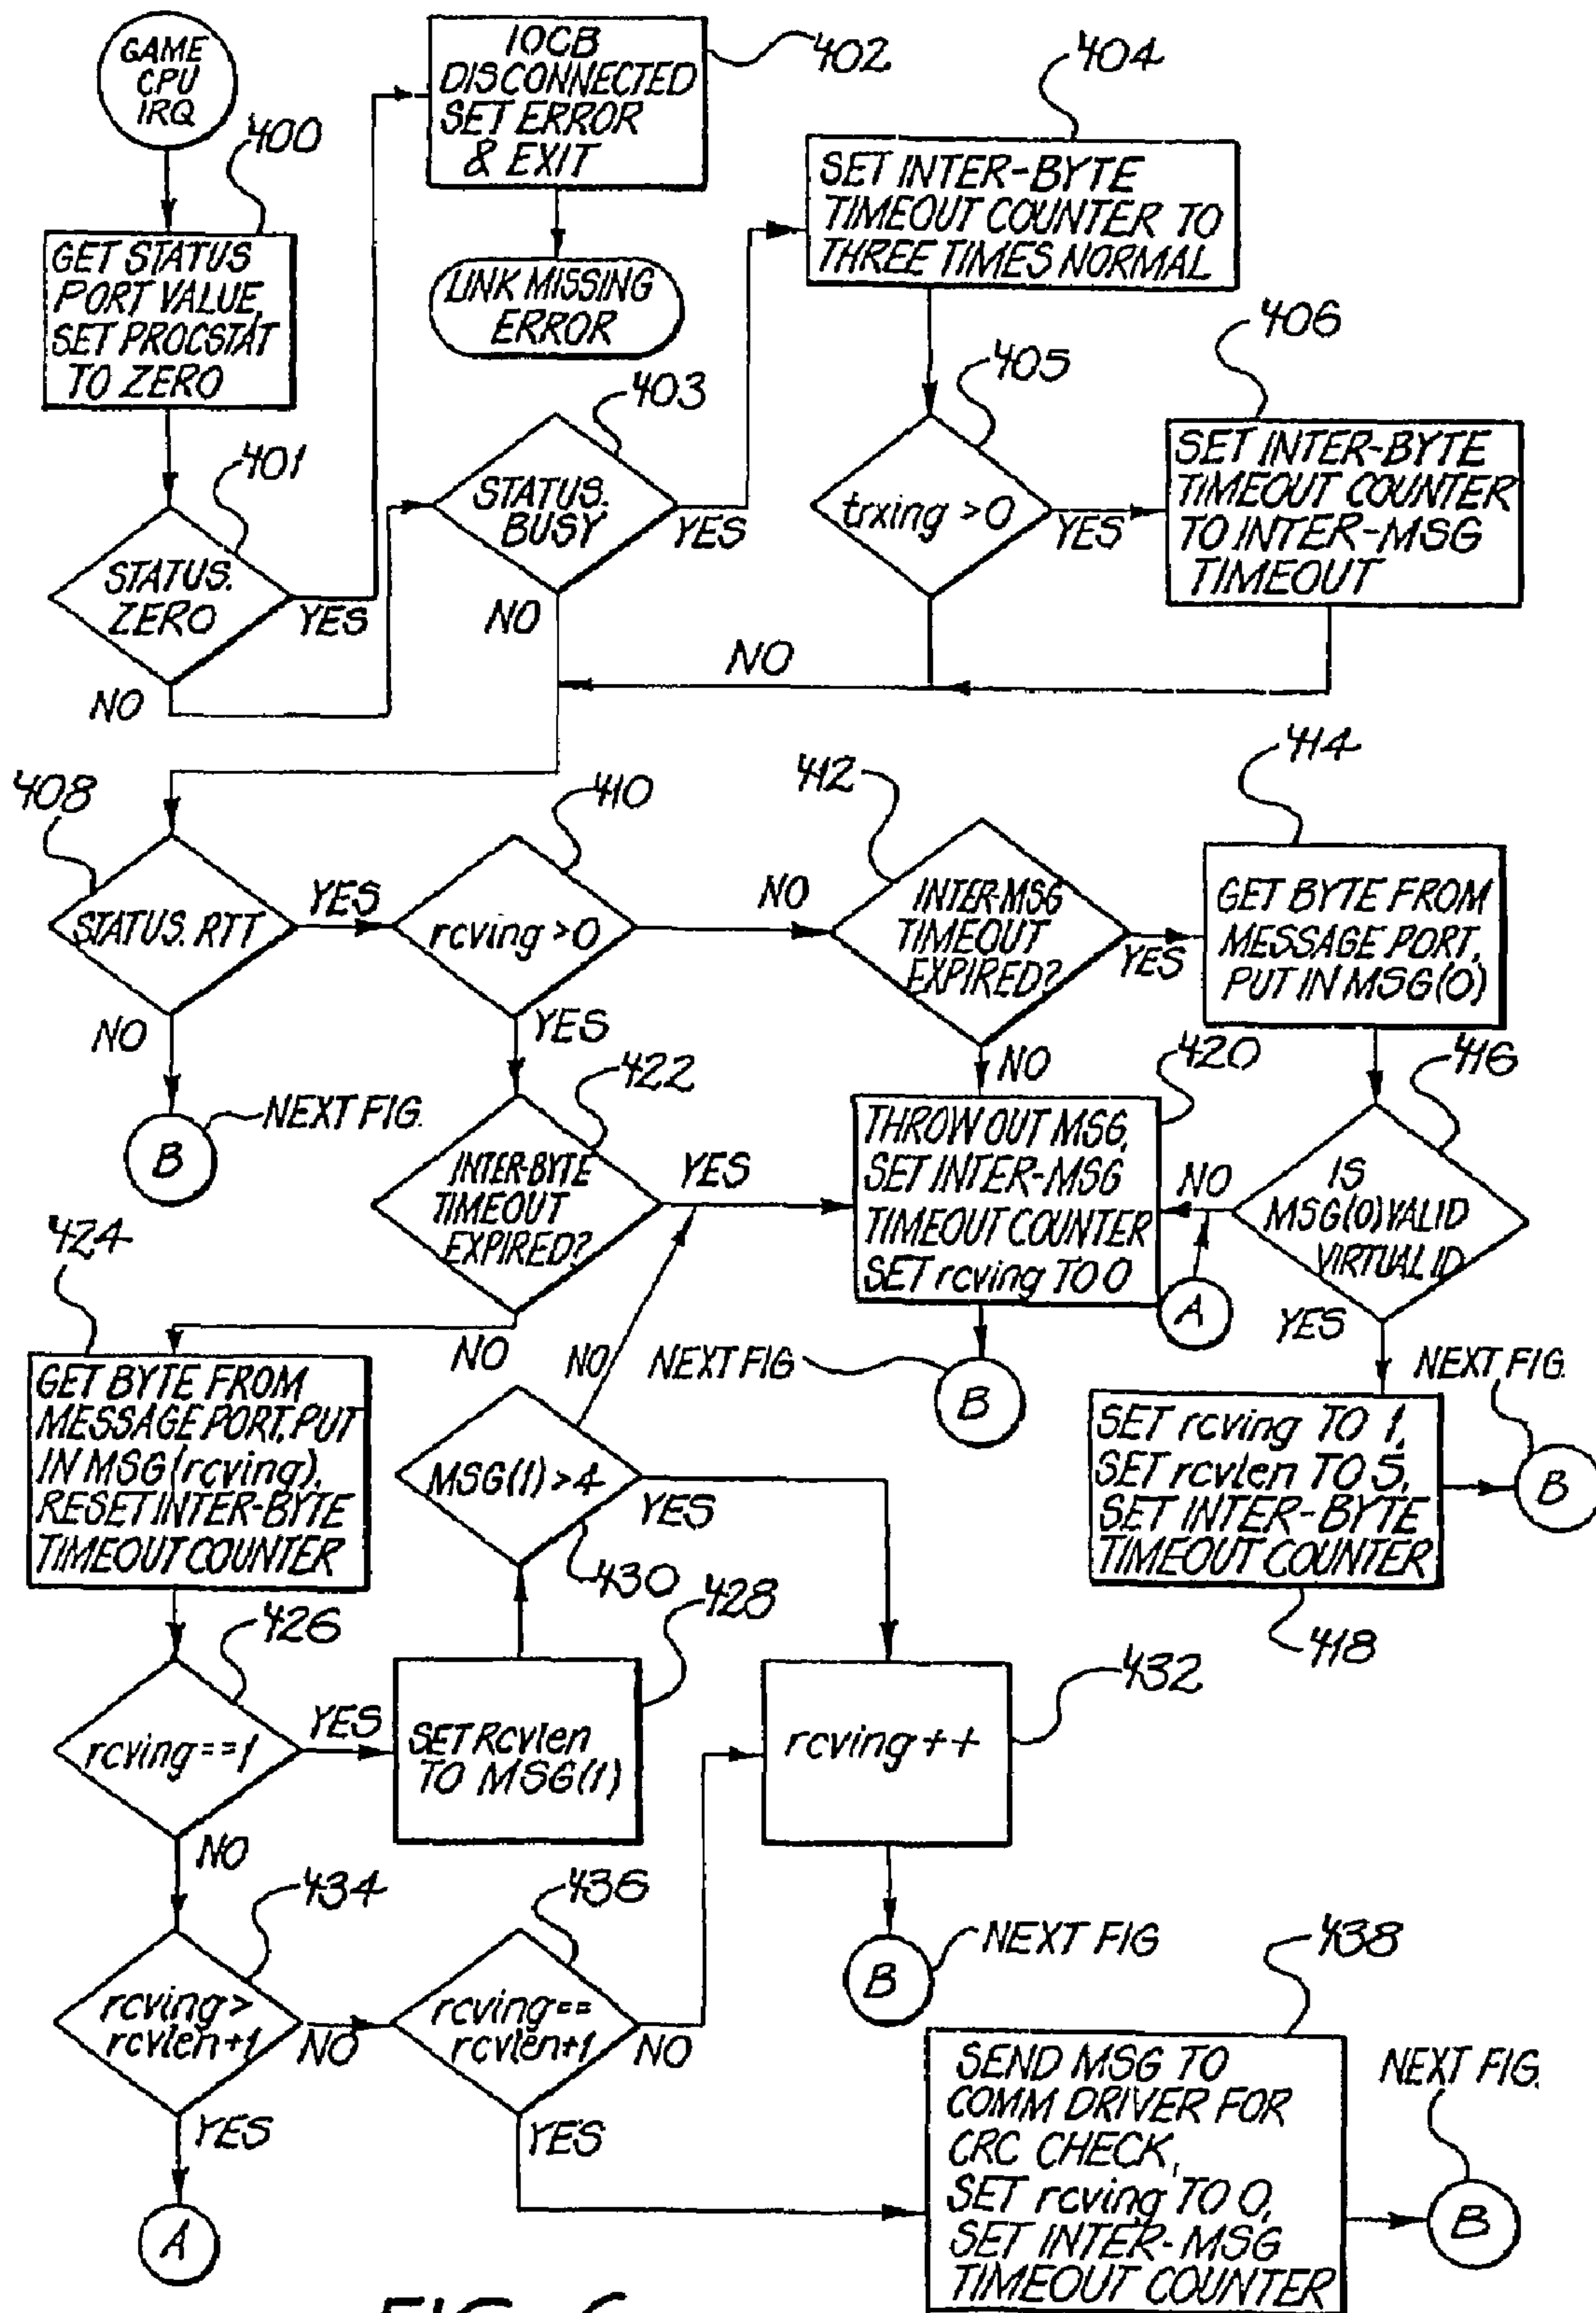 GAME
CPU
IRQ
400
GET STATUS
PORT VALUE,
SET PROCSTAT
TO ZERO
401
STATUS.
ZERO
YES
NO
IOCB
DISCONNECTED
SET ERROR
& EXIT
402
LINK MISSING
ERROR
403
STATUS.
BUSY
YES
NO
404
SET INTER-BYTE
TIMEOUT COUNTER TO
THREE TIMES NORMAL
405
trxing >0
YES
NO
406
SET INTER-BYTE
TIMEOUT COUNTER
TO INTER-MSG
TIMEOUT
408
STATUS. RTT
YES
NO
B
NEXT FIG.
410
rcving >0
NO
YES
412
INTER-MSG
TIMEOUT
EXPIRED?
YES
NO
414
GET BYTE FROM
MESSAGE PORT,
PUT IN MSG(0)
416
IS
MSG(0) VALID
VIRTUAL ID
NO
YES
A
420
THROW OUT MSG,
SET INTER-MSG
TIMEOUT COUNTER
SET rcving TO 0
NEXT FIG
B
422
INTER-BYTE
TIMEOUT
EXPIRED?
YES
NO
424
GET BYTE FROM
MESSAGE PORT, PUT
IN MSG(rcving),
RESET INTER-BYTE
TIMEOUT COUNTER
NO
MSG(1) >4
YES
430
NEXT FIG.
SET rcving TO 1,
SET rcvlen TO 5,
SET INTER-BYTE
TIMEOUT COUNTER
B
418
426
rcving==1
YES
NO
428
SET Rcvlen
TO MSG(1)
432
rcving++
B
NEXT FIG
434
rcving >
rcvlen+1
NO
YES
A
436
rcving==
rcvlen+1
NO
YES
438
SEND MSG TO
COMM DRIVER FOR
CRC CHECK,
SET rcving TO 0,
SET INTER-MSG
TIMEOUT COUNTER
NEXT FIG.
B